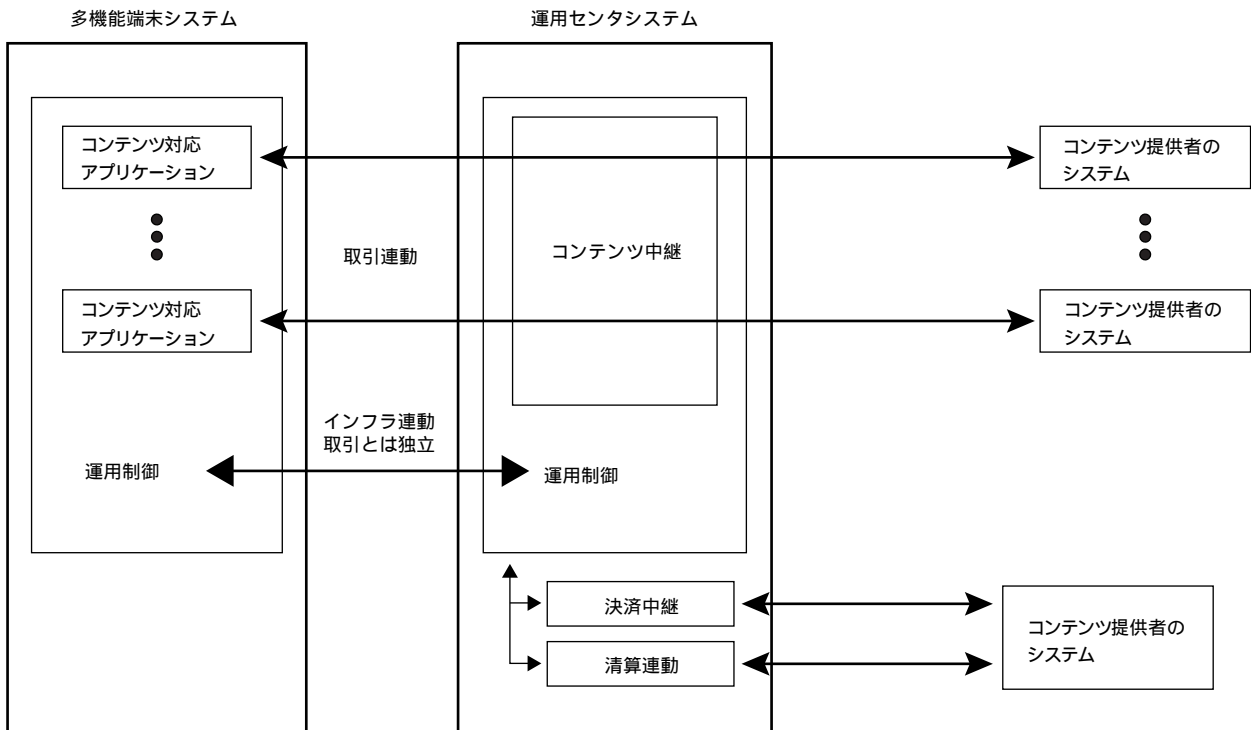 多機能端末システム
運用センタシステム
コンテンツ対応
アプリケーション
コンテンツ提供者の
システム
取引連動
コンテンツ中継
コンテンツ対応
アプリケーション
コンテンツ提供者の
システム
インフラ連動
取引とは独立
運用制御
運用制御
決済中継
清算連動
コンテンツ提供者の
システム